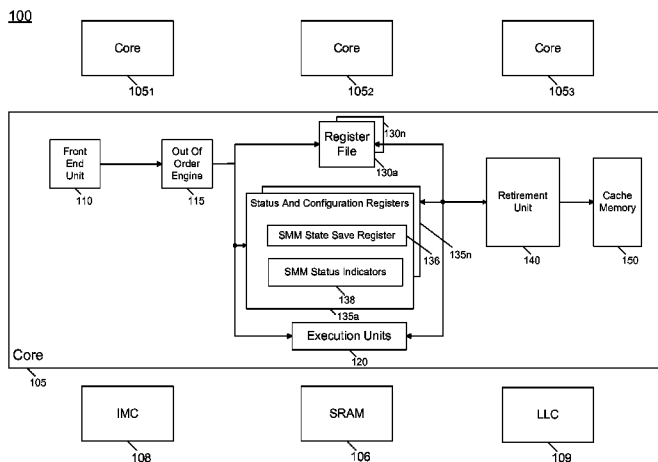 100
Core
105₁
Core
105₂
Core
105₃
Front
End
Unit
110
Out Of
Order
Engine
115
Register
File
130n
130a
Status And Configuration Registers
SMM State Save Register
136
135n
SMM Status Indicators
138
135a
Execution Units
120
Retirement
Unit
140
Cache
Memory
150
Core
105
IMC
108
SRAM
106
LLC
109